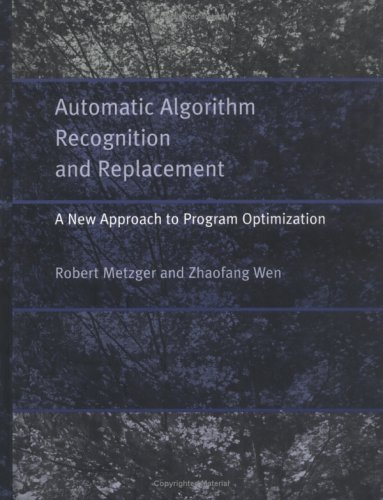 Automatic Algorithm
Recognition
and Replacement
A New Approach to Program Optimization
Robert Metzger and Zhaofang Wen
Copyrighted Material